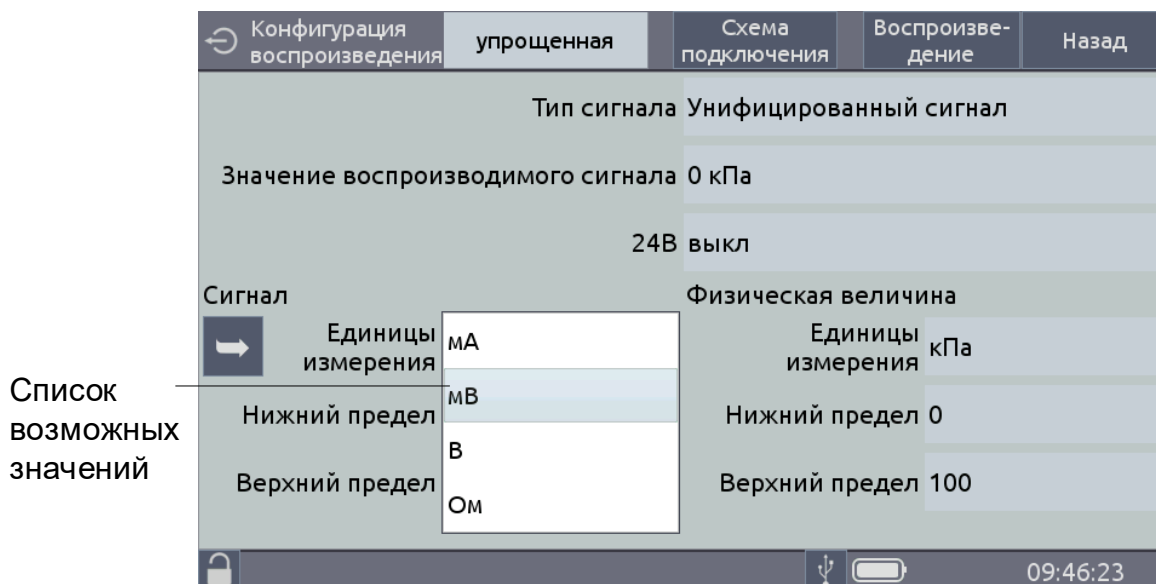 Конфигурация
воспроизведения
упрощенная
Схема
подключения
Воспроизве-
дение
Назад
Тип сигнала Унифицированный сигнал
Значение воспроизводимого сигнала 0 кПа
24В выкл
Сигнал
Физическая величина
Единицы
измерения
мА
мВ
В
Ом
Единицы
измерения
кПа
Нижний предел
Нижний предел 0
Верхний предел
Верхний предел 100
Список
возможных
значений
09:46:23